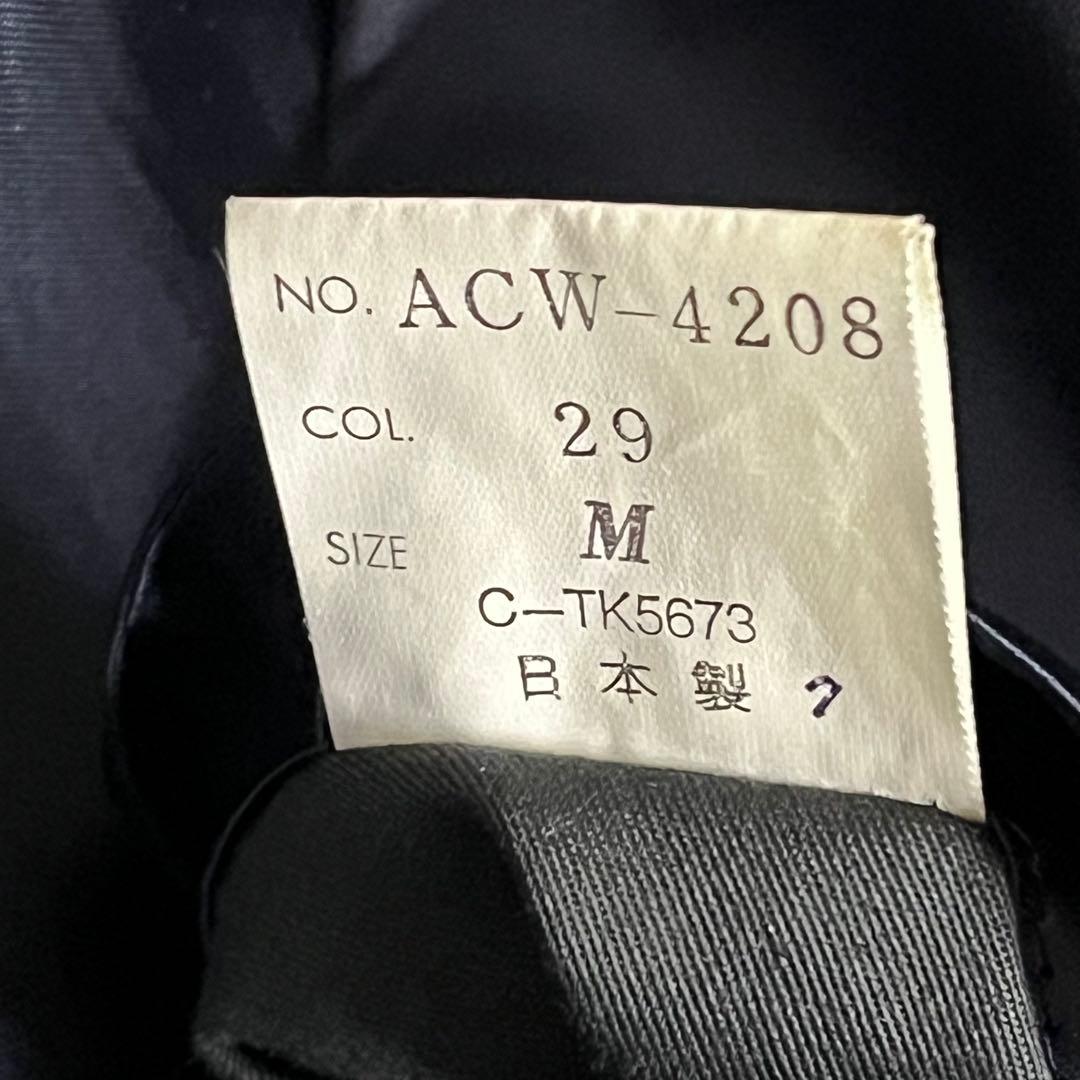 NO. ACW-4208
COL. 29
SIZE M
C-TK5673
日本製 7